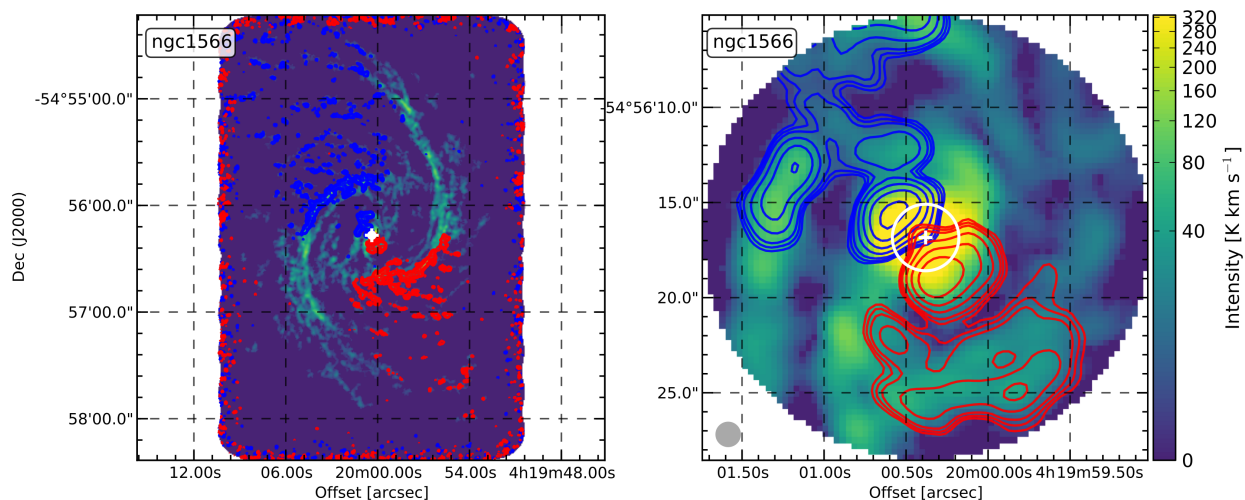 ngc1566
-54°55'00.0"
56'00.0"
57'00.0"
58'00.0"
Dec (J2000)
12.00s 06.00s 20m00.00s 54.00s 4h19m48.00s
Offset [arcsec]
ngc1566
-54°56'10.0"
15.0"
20.0"
25.0"
01.50s 01.00s 00.50s 20m00.00s 4h19m59.50s
Offset [arcsec]
320
280
240
200
160
120
80
40
0
Intensity [K km s⁻¹ ]